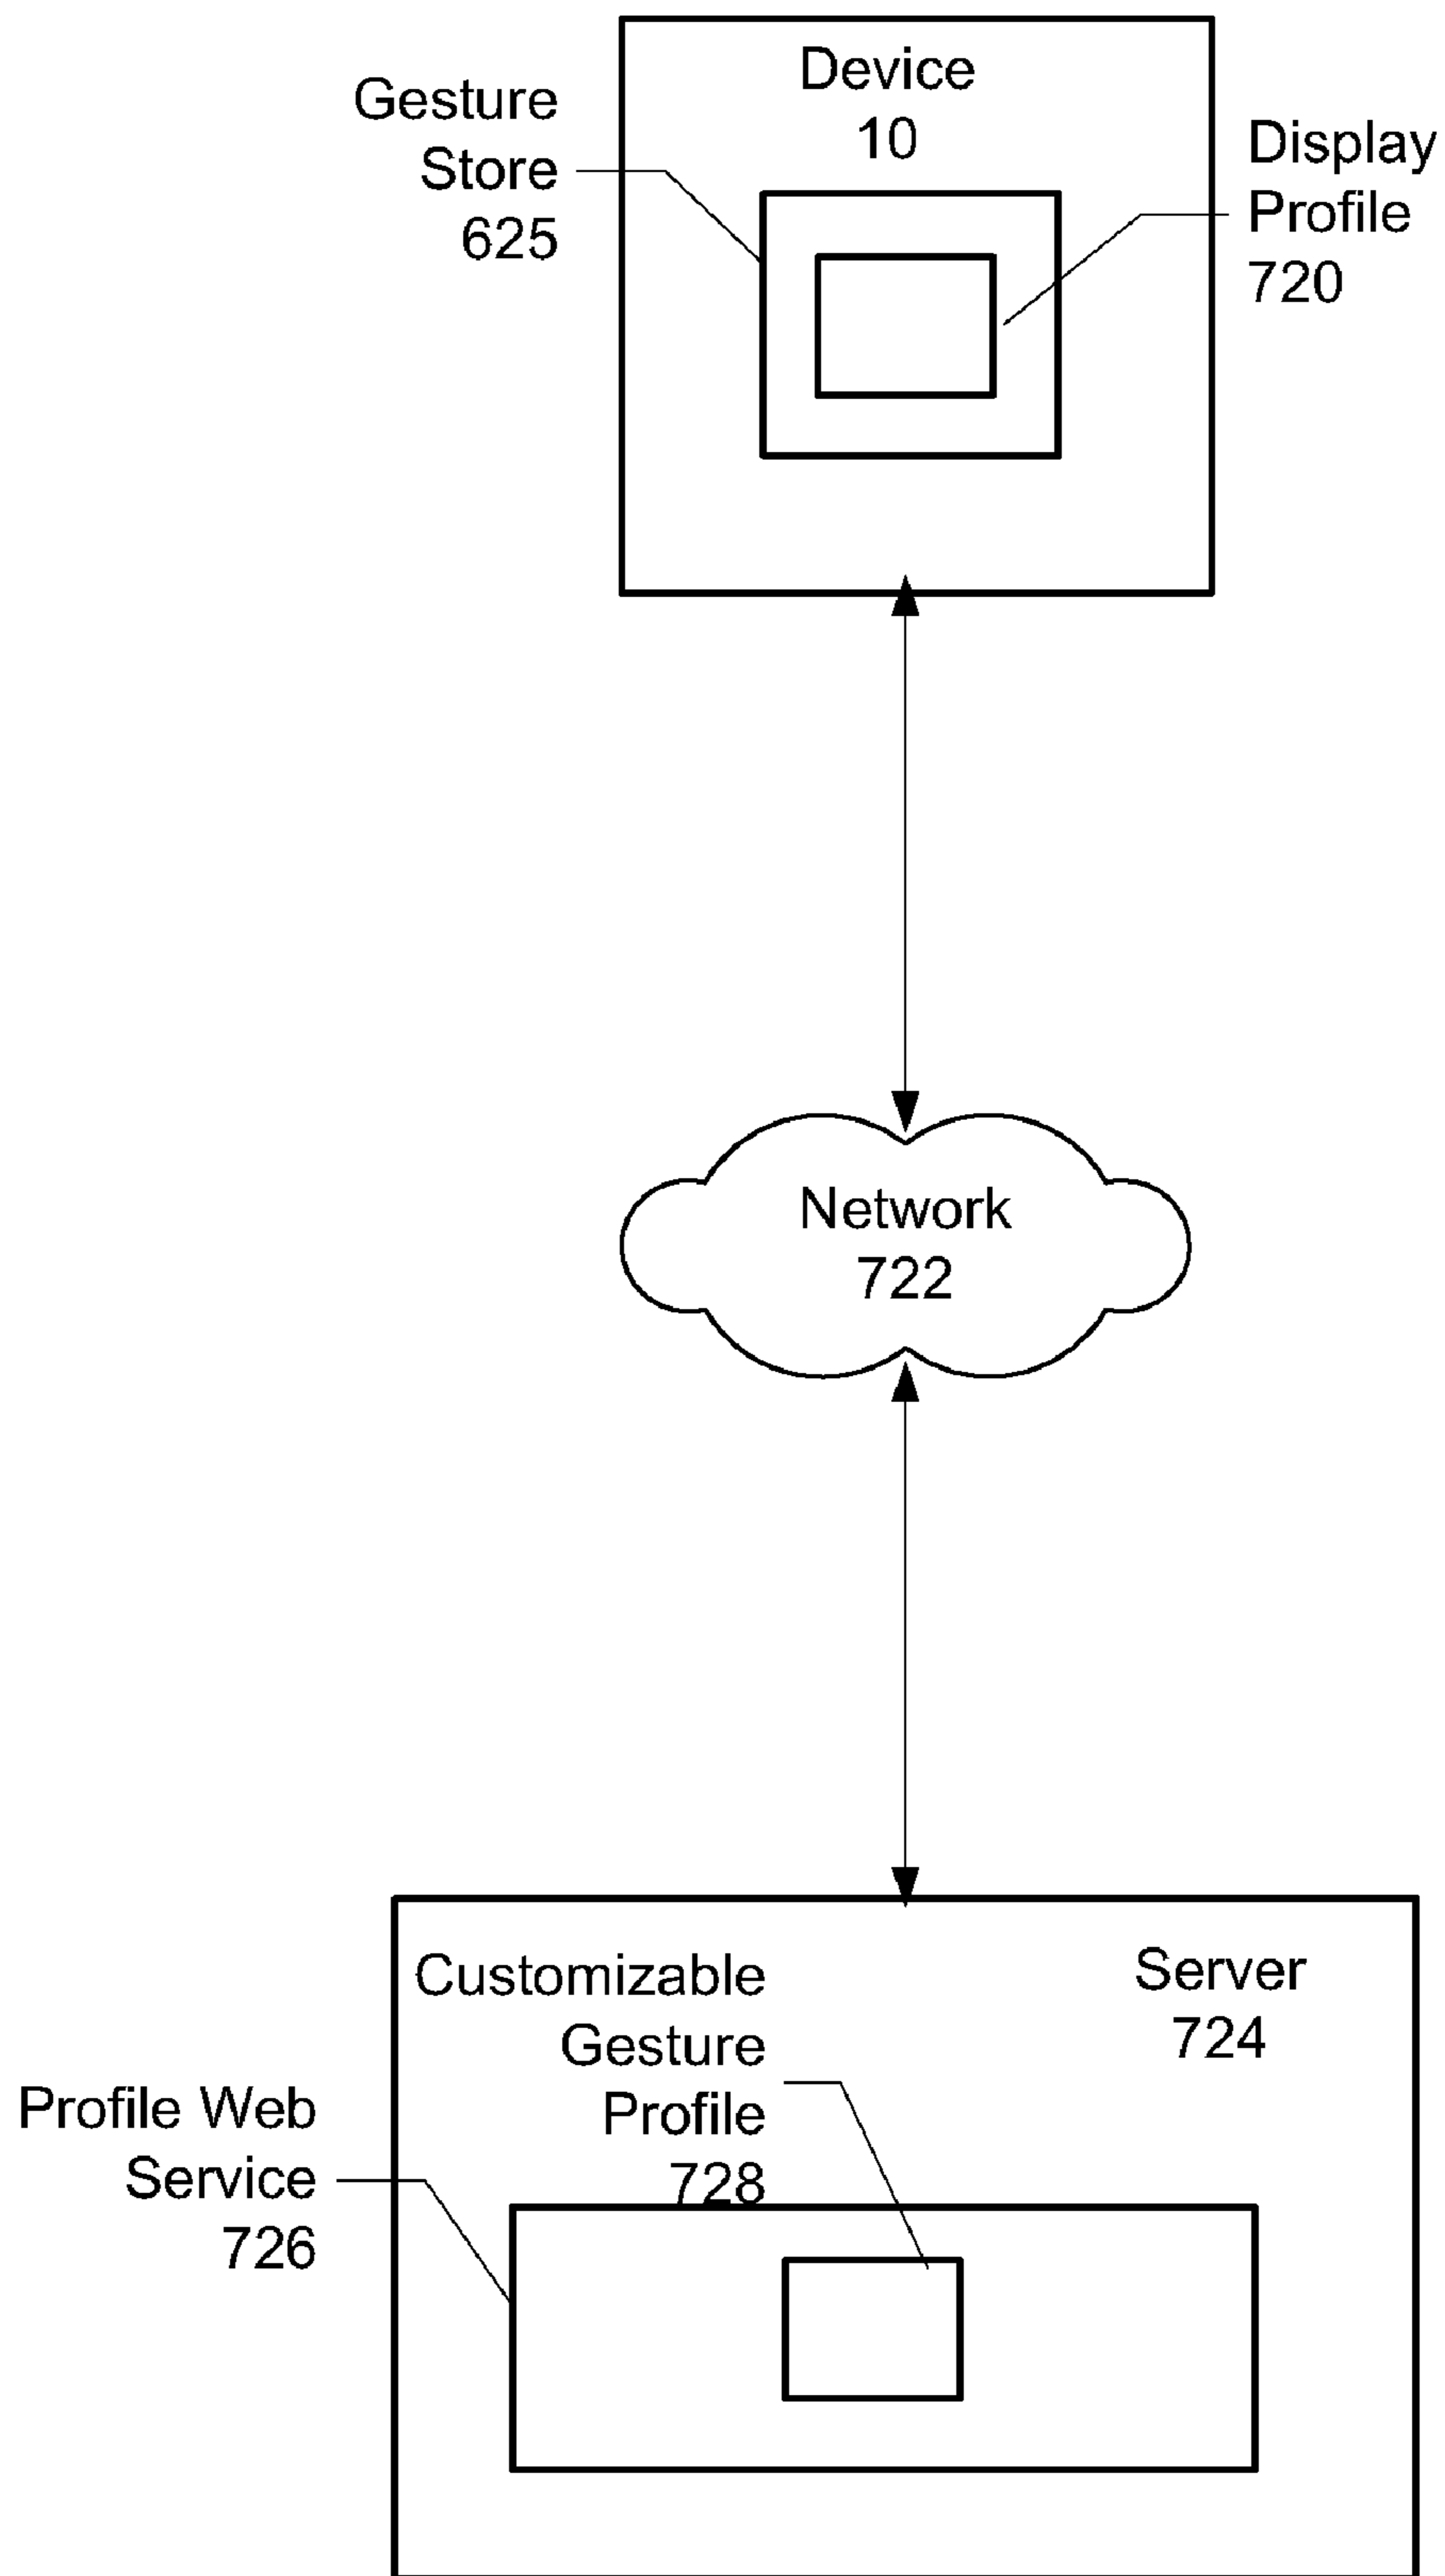 Device
10
Gesture
Store
625
Display
Profile
720
Network
722
Customizable
Gesture
Profile
728
Server
724
Profile Web
Service
726